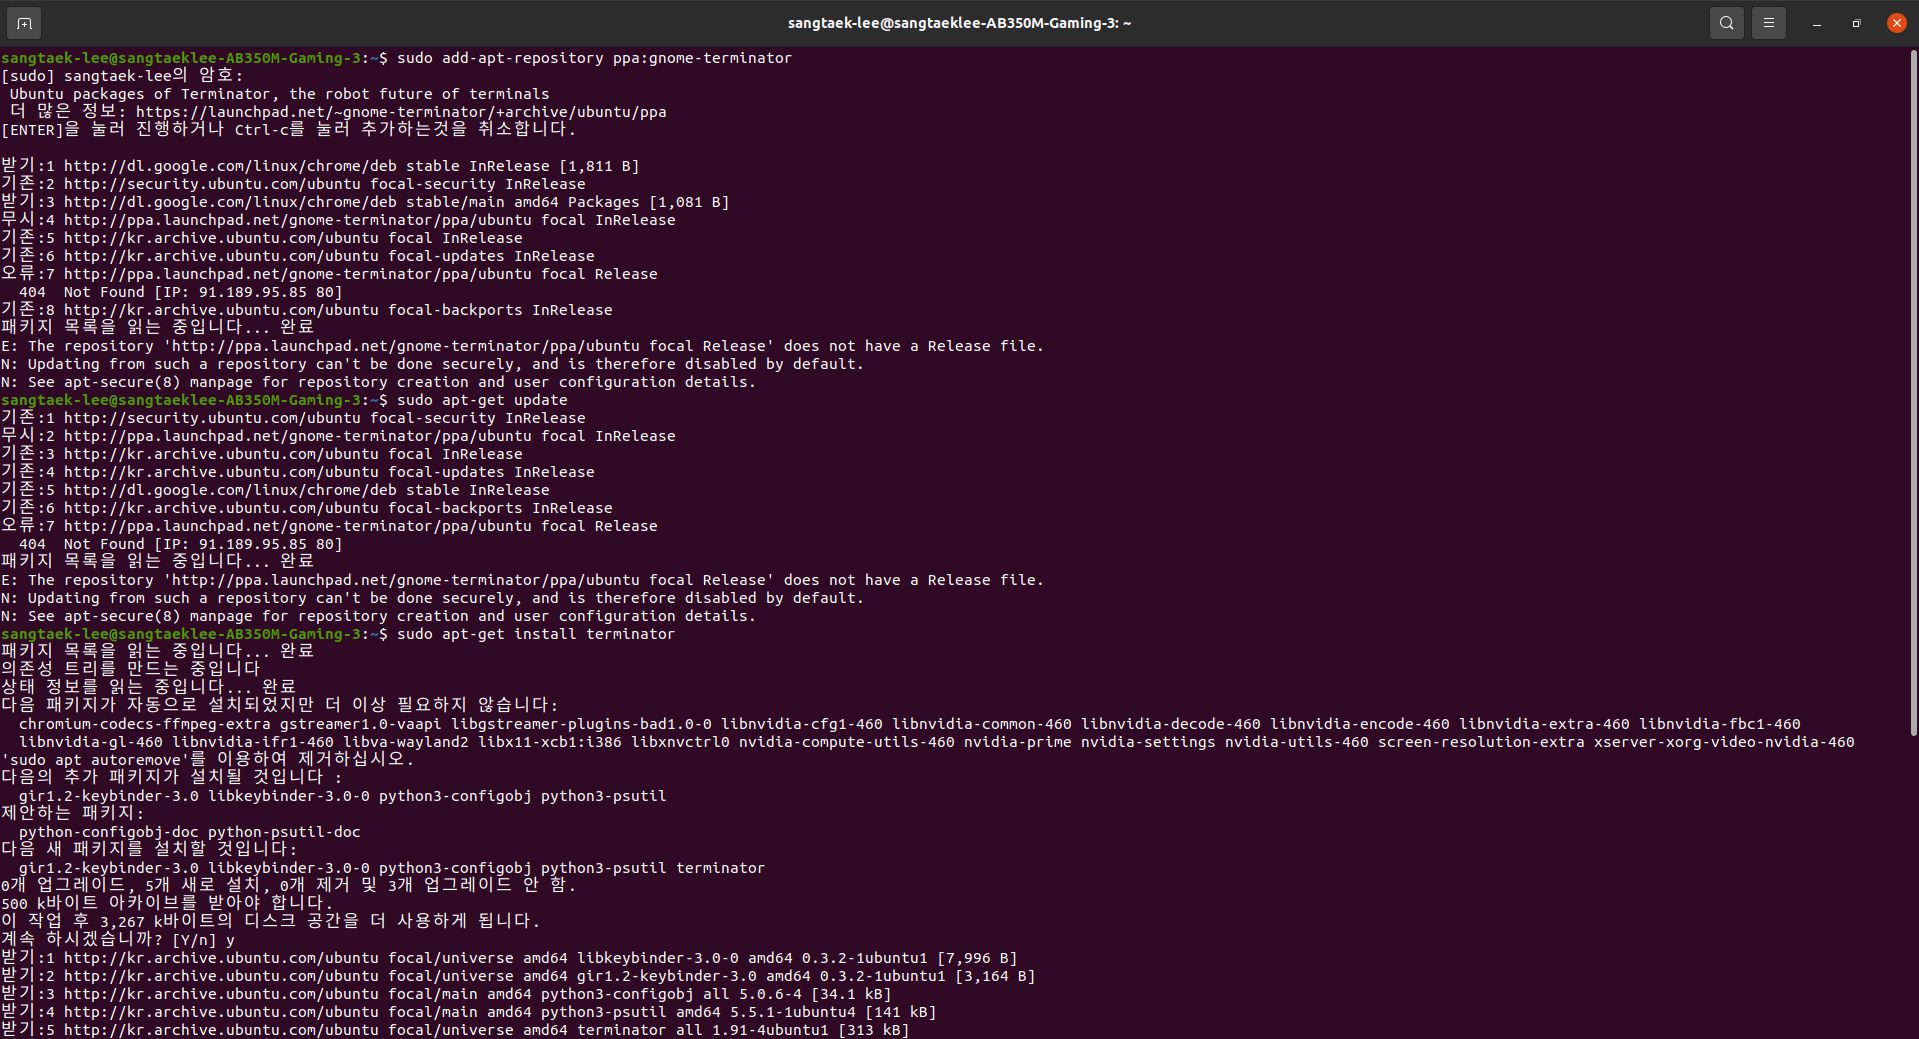 sangtaek-lee@sangtaeklee-AB350M-Gaming-3: ~
sangtaek-lee@sangtaeklee-AB350M-Gaming-3:~$ sudo add-apt-repository ppa:gnome-terminator
[sudo] sangtaek-lee의 암호:
 Ubuntu packages of Terminator, the robot future of terminals
 더 많은 정보: https://launchpad.net/~gnome-terminator/+archive/ubuntu/ppa
[ENTER]을 눌러 진행하거나 Ctrl-c를 눌러 추가하는것을 취소합니다.
받기:1 http://dl.google.com/linux/chrome/deb stable InRelease [1,811 B]
기존:2 http://security.ubuntu.com/ubuntu focal-security InRelease
받기:3 http://dl.google.com/linux/chrome/deb stable/main amd64 Packages [1,081 B]
무시:4 http://ppa.launchpad.net/gnome-terminator/ppa/ubuntu focal InRelease
기존:5 http://kr.archive.ubuntu.com/ubuntu focal InRelease
기존:6 http://kr.archive.ubuntu.com/ubuntu focal-updates InRelease
오류:7 http://ppa.launchpad.net/gnome-terminator/ppa/ubuntu focal Release
  404  Not Found [IP: 91.189.95.85 80]
기존:8 http://kr.archive.ubuntu.com/ubuntu focal-backports InRelease
패키지 목록을 읽는 중입니다... 완료
E: The repository 'http://ppa.launchpad.net/gnome-terminator/ppa/ubuntu focal Release' does not have a Release file.
N: Updating from such a repository can't be done securely, and is therefore disabled by default.
N: See apt-secure(8) manpage for repository creation and user configuration details.
sangtaek-lee@sangtaeklee-AB350M-Gaming-3:~$ sudo apt-get update
기존:1 http://security.ubuntu.com/ubuntu focal-security InRelease
무시:2 http://ppa.launchpad.net/gnome-terminator/ppa/ubuntu focal InRelease
기존:3 http://kr.archive.ubuntu.com/ubuntu focal InRelease
기존:4 http://kr.archive.ubuntu.com/ubuntu focal-updates InRelease
기존:5 http://dl.google.com/linux/chrome/deb stable InRelease
기존:6 http://kr.archive.ubuntu.com/ubuntu focal-backports InRelease
오류:7 http://ppa.launchpad.net/gnome-terminator/ppa/ubuntu focal Release
  404  Not Found [IP: 91.189.95.85 80]
패키지 목록을 읽는 중입니다... 완료
E: The repository 'http://ppa.launchpad.net/gnome-terminator/ppa/ubuntu focal Release' does not have a Release file.
N: Updating from such a repository can't be done securely, and is therefore disabled by default.
N: See apt-secure(8) manpage for repository creation and user configuration details.
sangtaek-lee@sangtaeklee-AB350M-Gaming-3:~$ sudo apt-get install terminator
패키지 목록을 읽는 중입니다... 완료
의존성 트리를 만드는 중입니다
상태 정보를 읽는 중입니다... 완료
다음 패키지가 자동으로 설치되었지만 더 이상 필요하지 않습니다:
  chromium-codecs-ffmpeg-extra gstreamer1.0-vaapi libgstreamer-plugins-bad1.0-0 libnvidia-cfg1-460 libnvidia-common-460 libnvidia-decode-460 libnvidia-encode-460 libnvidia-extra-460 libnvidia-fbc1-460
  libnvidia-gl-460 libnvidia-ifr1-460 libva-wayland2 libx11-xcb1:i386 libxnvctrl0 nvidia-compute-utils-460 nvidia-prime nvidia-settings nvidia-utils-460 screen-resolution-extra xserver-xorg-video-nvidia-460
'sudo apt autoremove'를 이용하여 제거하십시오.
다음의 추가 패키지가 설치될 것입니다 :
  gir1.2-keybinder-3.0 libkeybinder-3.0-0 python3-configobj python3-psutil
제안하는 패키지:
  python-configobj-doc python-psutil-doc
다음 새 패키지를 설치할 것입니다:
  gir1.2-keybinder-3.0 libkeybinder-3.0-0 python3-configobj python3-psutil terminator
0개 업그레이드, 5개 새로 설치, 0개 제거 및 3개 업그레이드 안 함.
500 k바이트 아카이브를 받아야 합니다.
이 작업 후 3,267 k바이트의 디스크 공간을 더 사용하게 됩니다.
계속 하시겠습니까? [Y/n] y
받기:1 http://kr.archive.ubuntu.com/ubuntu focal/universe amd64 libkeybinder-3.0-0 amd64 0.3.2-1ubuntu1 [7,996 B]
받기:2 http://kr.archive.ubuntu.com/ubuntu focal/universe amd64 gir1.2-keybinder-3.0 amd64 0.3.2-1ubuntu1 [3,164 B]
받기:3 http://kr.archive.ubuntu.com/ubuntu focal/main amd64 python3-configobj all 5.0.6-4 [34.1 kB]
받기:4 http://kr.archive.ubuntu.com/ubuntu focal/main amd64 python3-psutil amd64 5.5.1-1ubuntu4 [141 kB]
받기:5 http://kr.archive.ubuntu.com/ubuntu focal/universe amd64 terminator all 1.91-4ubuntu1 [313 kB]